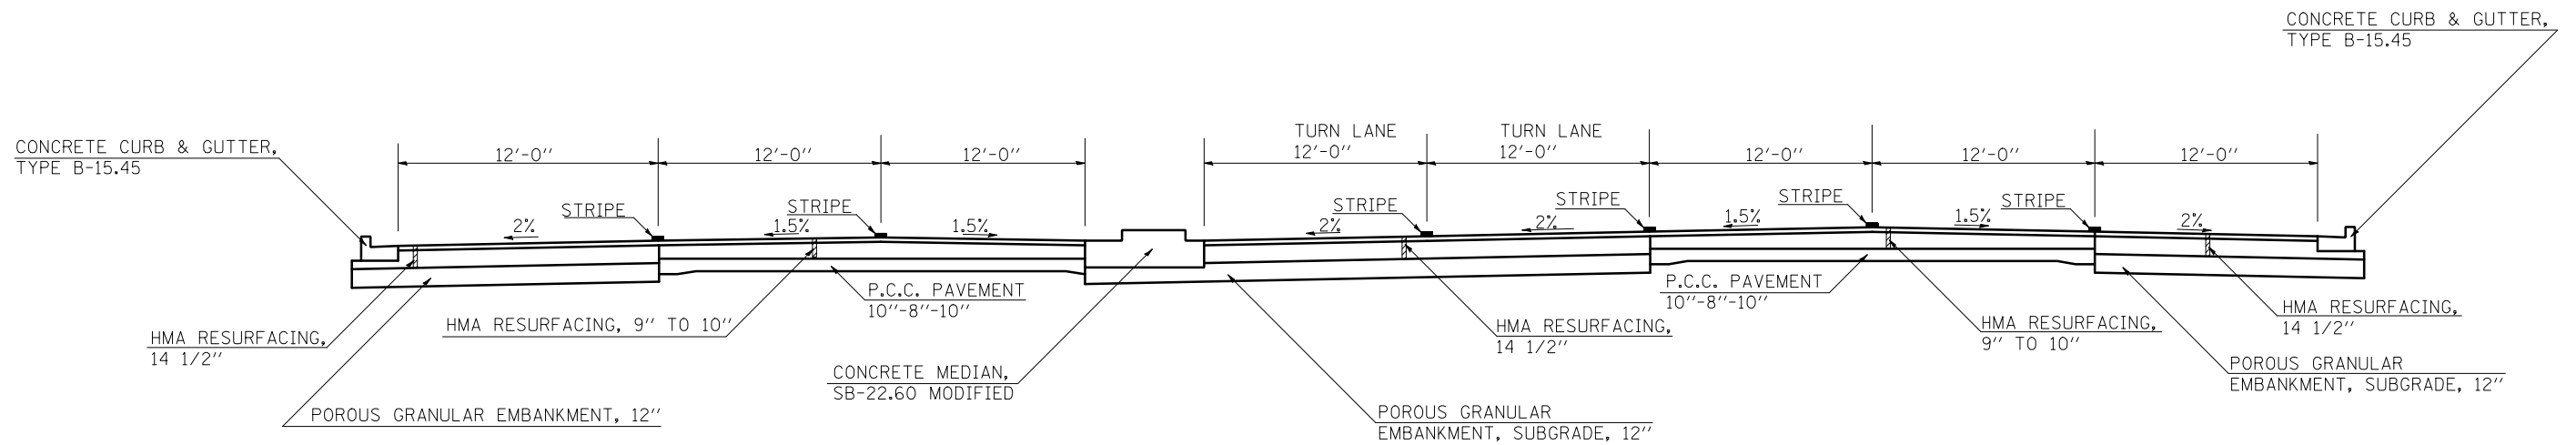 CONCRETE CURB & GUTTER,
TYPE B-15.45
CONCRETE CURB & GUTTER,
TYPE B-15.45
12'-0"
12'-0"
12'-0"
TURN LANE
12'-0"
TURN LANE
12'-0"
12'-0"
12'-0"
12'-0"
STRIPE
STRIPE
STRIPE
STRIPE
STRIPE
STRIPE
2%
1.5%
1.5%
2%
2%
1.5%
1.5%
2%
P.C.C. PAVEMENT
10"-8"-10"
P.C.C. PAVEMENT
10"-8"-10"
HMA RESURFACING,
14 1/2"
HMA RESURFACING, 9" TO 10"
HMA RESURFACING,
14 1/2"
HMA RESURFACING,
9" TO 10"
HMA RESURFACING,
14 1/2"
CONCRETE MEDIAN,
SB-22.60 MODIFIED
POROUS GRANULAR
EMBANKMENT, SUBGRADE, 12"
POROUS GRANULAR EMBANKMENT, 12"
POROUS GRANULAR
EMBANKMENT, SUBGRADE, 12"